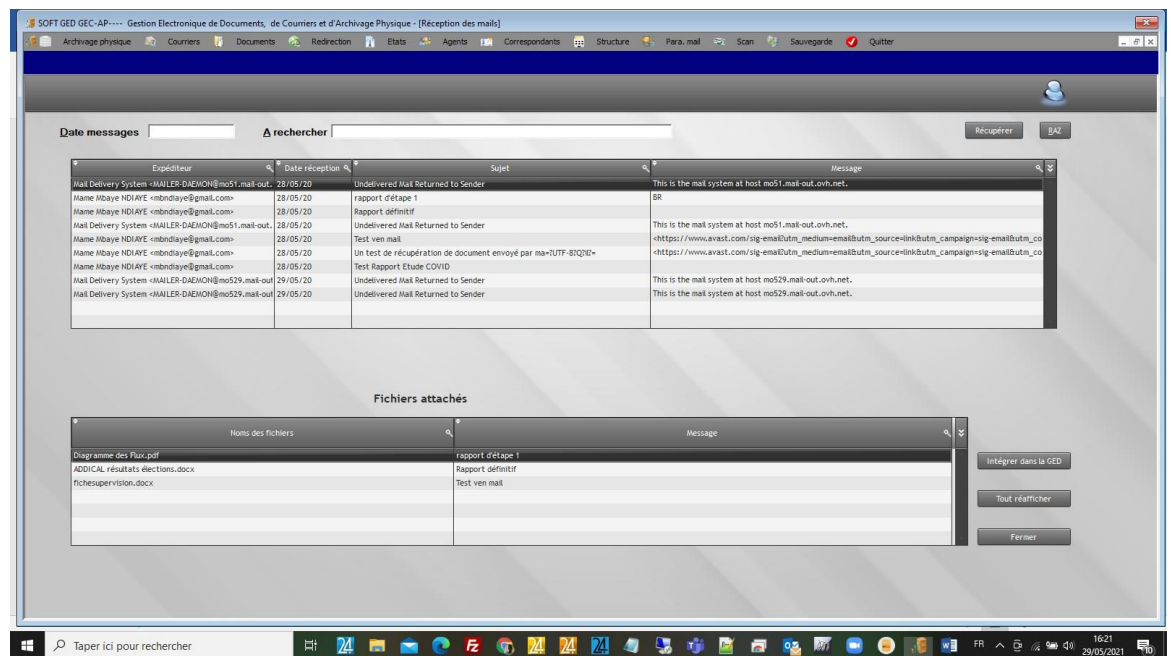 SOFT GED GEC-AP---- Gestion Electronique de Documents, de Courriers et d'Archivage Physique - [Réception des mails]
Archivage physique Courriers Documents Redirection Etats Agents Correspondants Structure Para. mail Scan Sauvegarde Quitter
Date messages A rechercher Récupérer RAZ
Expéditeur Date réception Sujet Message
Mail Delivery System <MAILER-DAEMON@mo51.mail-out. 28/05/20 Undelivered Mail Returned to Sender This is the mail system at host mo51.mail-out.ovh.net.
Mame Mbaye NDIAYE <mbndiaye@gmail.com> 28/05/20 rapport d'étape 1 BR
Mame Mbaye NDIAYE <mbndiaye@gmail.com> 28/05/20 Rapport définitif
Mail Delivery System <MAILER-DAEMON@mo51.mail-out. 28/05/20 Undelivered Mail Returned to Sender This is the mail system at host mo51.mail-out.ovh.net.
Mame Mbaye NDIAYE <mbndiaye@gmail.com> 28/05/20 Test ven mail <https://www.avast.com/sig-email?utm_medium=email&utm_source=link&utm_campaign=sig-email&utm_co
Mame Mbaye NDIAYE <mbndiaye@gmail.com> 28/05/20 Un test de récupération de document envoyé par ma=?UTF-8?Q?il?= <https://www.avast.com/sig-email?utm_medium=email&utm_source=link&utm_campaign=sig-email&utm_co
Mame Mbaye NDIAYE <mbndiaye@gmail.com> 28/05/20 Test Rapport Etude COVID
Mail Delivery System <MAILER-DAEMON@mo529.mail-out 29/05/20 Undelivered Mail Returned to Sender This is the mail system at host mo529.mail-out.ovh.net.
Mail Delivery System <MAILER-DAEMON@mo529.mail-out 29/05/20 Undelivered Mail Returned to Sender This is the mail system at host mo529.mail-out.ovh.net.
Fichiers attachés
Noms des fichiers Message
Diagramme des Flux.pdf rapport d'étape 1
ADDICAL résultats élections.docx Rapport définitif
fichesupervision.docx Test ven mail
Intégrer dans la GED
Tout réafficher
Fermer
Taper ici pour rechercher
FR 16:21
29/05/2021